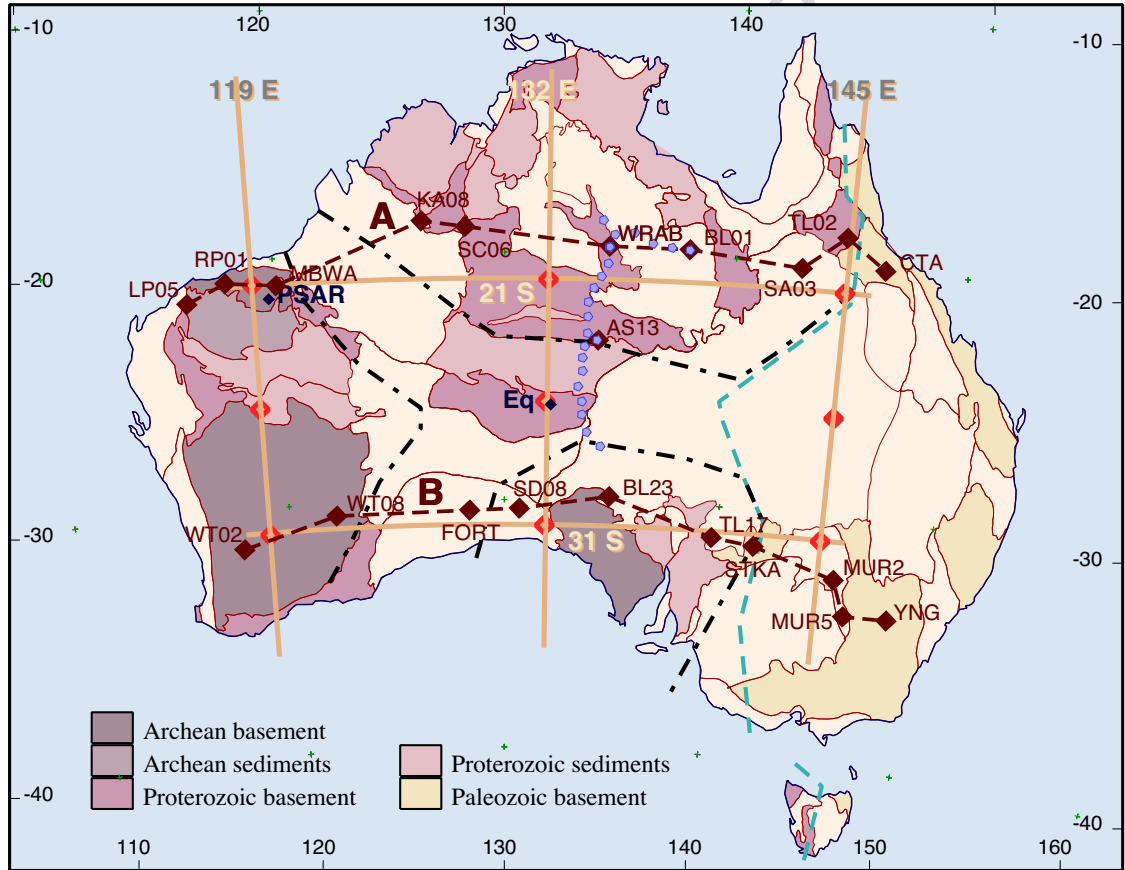 120 130 140
-10 -10
119 E 132 E 145 E
KA08
A
TL02
WRAB BL01
SC06
RP01 CTA
MBWA
-20 LP05 PSAR SA03 -20
21 S
AS13
Eq
BL23
B SD08
WT08
TL17
-30 WT02 FORT -30
31 S STKA MUR2
MUR5 YNG
Archean basement
Archean sediments Proterozoic sediments
Proterozoic basement Paleozoic basement
-40 -40
110 120 130 140 150 160